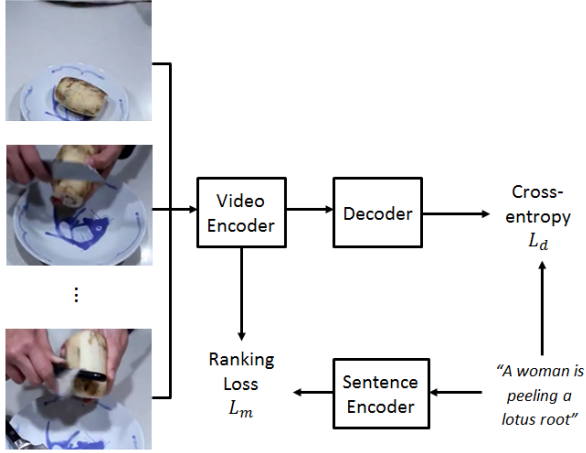 Video
Encoder
Decoder
Cross-
entropy
L_d
⋮
Ranking
Loss
L_m
Sentence
Encoder
“A woman is
peeling a
lotus root”